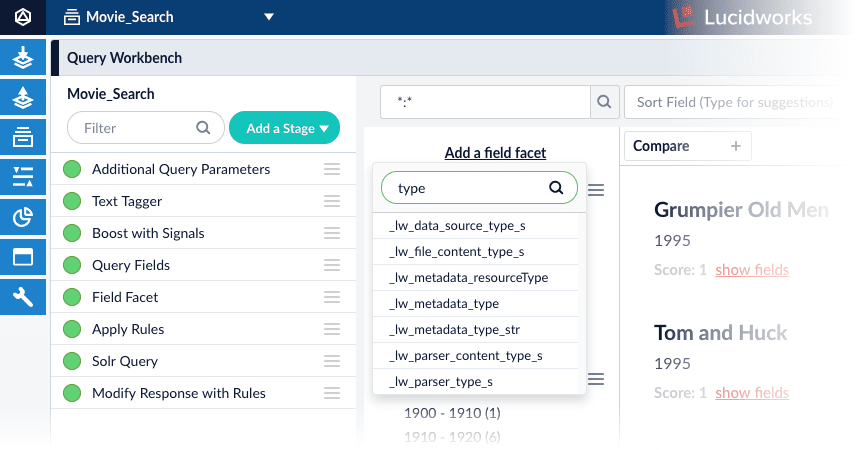 Movie_Search
Lucidworks
Query Workbench
Movie_Search
Filter
Add a Stage
Additional Query Parameters
Text Tagger
Boost with Signals
Query Fields
Field Facet
Apply Rules
Solr Query
Modify Response with Rules
*:*
Add a field facet
type
_lw_data_source_type_s
_lw_file_content_type_s
_lw_metadata_resourceType
_lw_metadata_type
_lw_metadata_type_str
_lw_parser_content_type_s
_lw_parser_type_s
1900 - 1910 (1)
1910 - 1920 (6)
Sort Field (Type for suggestions)
Compare +
Grumpier Old Men
1995
Score: 1 show fields
Tom and Huck
1995
Score: 1 show fields